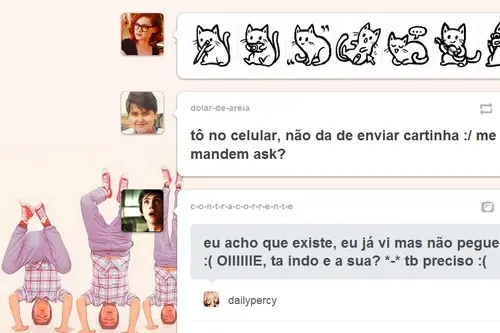 dolar-de-areia
tô no celular, não da de enviar cartinha :/ me
mandem ask?
c-o-n-t-r-a-c-o-r-r-e-n-t-e
eu acho que existe, eu já vi mas não pegue
:( OIIIIIIE, ta indo e a sua? *-* tb preciso :(
dailypercy